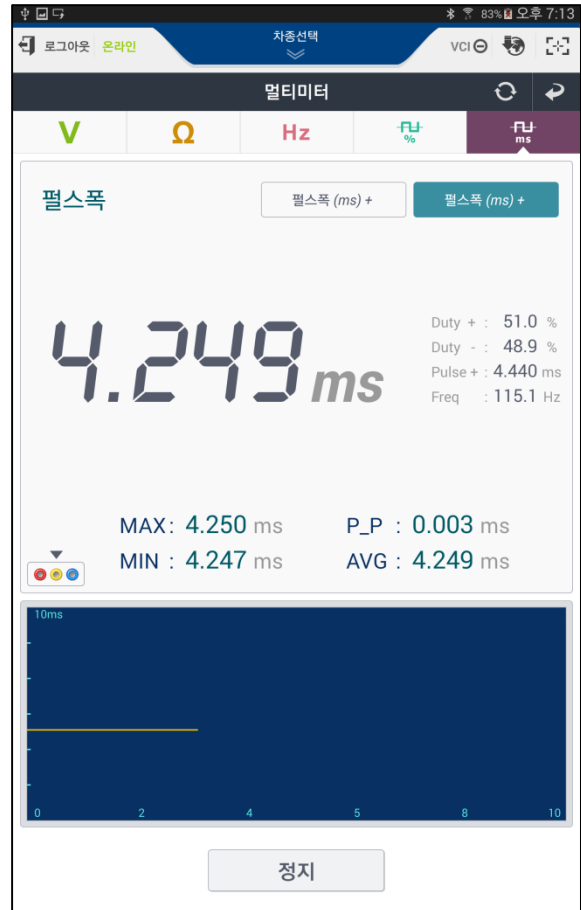 83% 오후 7:13
로그아웃 온라인 차종선택 VCI
멀티미터
V Ω Hz % ms
펄스폭 펄스폭 (ms) + 펄스폭 (ms) +
4.249 ms
Duty + : 51.0 %
Duty - : 48.9 %
Pulse + : 4.440 ms
Freq : 115.1 Hz
MAX : 4.250 ms P_P : 0.003 ms
MIN : 4.247 ms AVG : 4.249 ms
10ms
0 2 4 5 8 10
정지